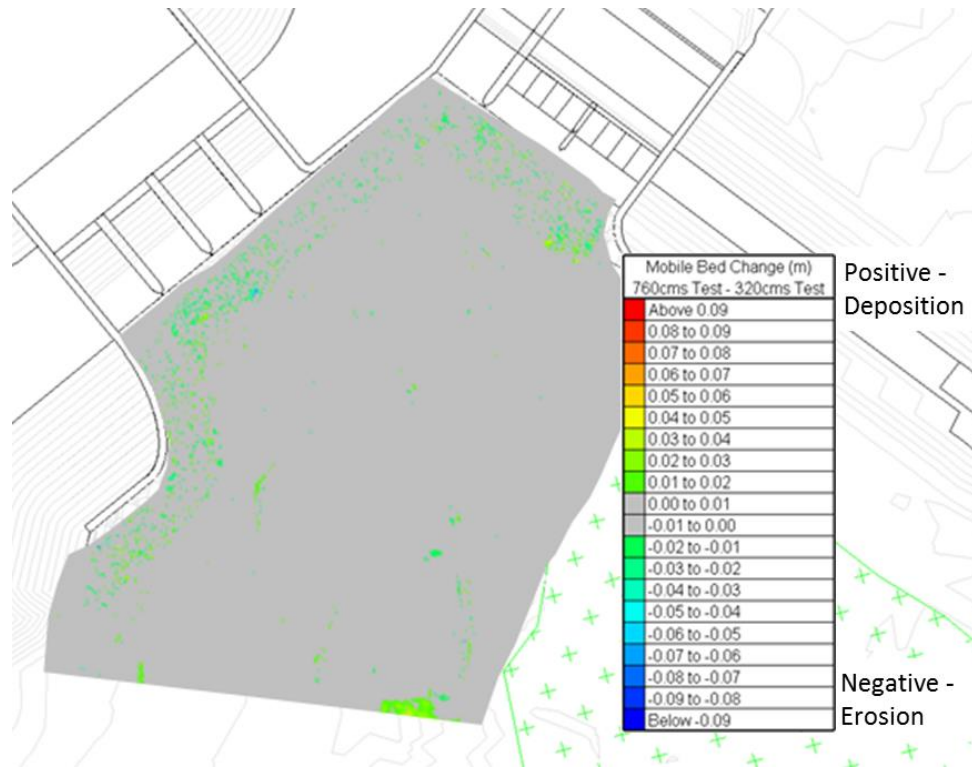 Mobile Bed Change (m)
760cms Test - 320cms Test
Above 0.09
0.08 to 0.09
0.07 to 0.08
0.06 to 0.07
0.05 to 0.06
0.04 to 0.05
0.03 to 0.04
0.02 to 0.03
0.01 to 0.02
0.00 to 0.01
-0.01 to 0.00
-0.02 to -0.01
-0.03 to -0.02
-0.04 to -0.03
-0.05 to -0.04
-0.06 to -0.05
-0.07 to -0.06
-0.08 to -0.07
-0.09 to -0.08
Below -0.09
Positive -
Deposition
Negative -
Erosion